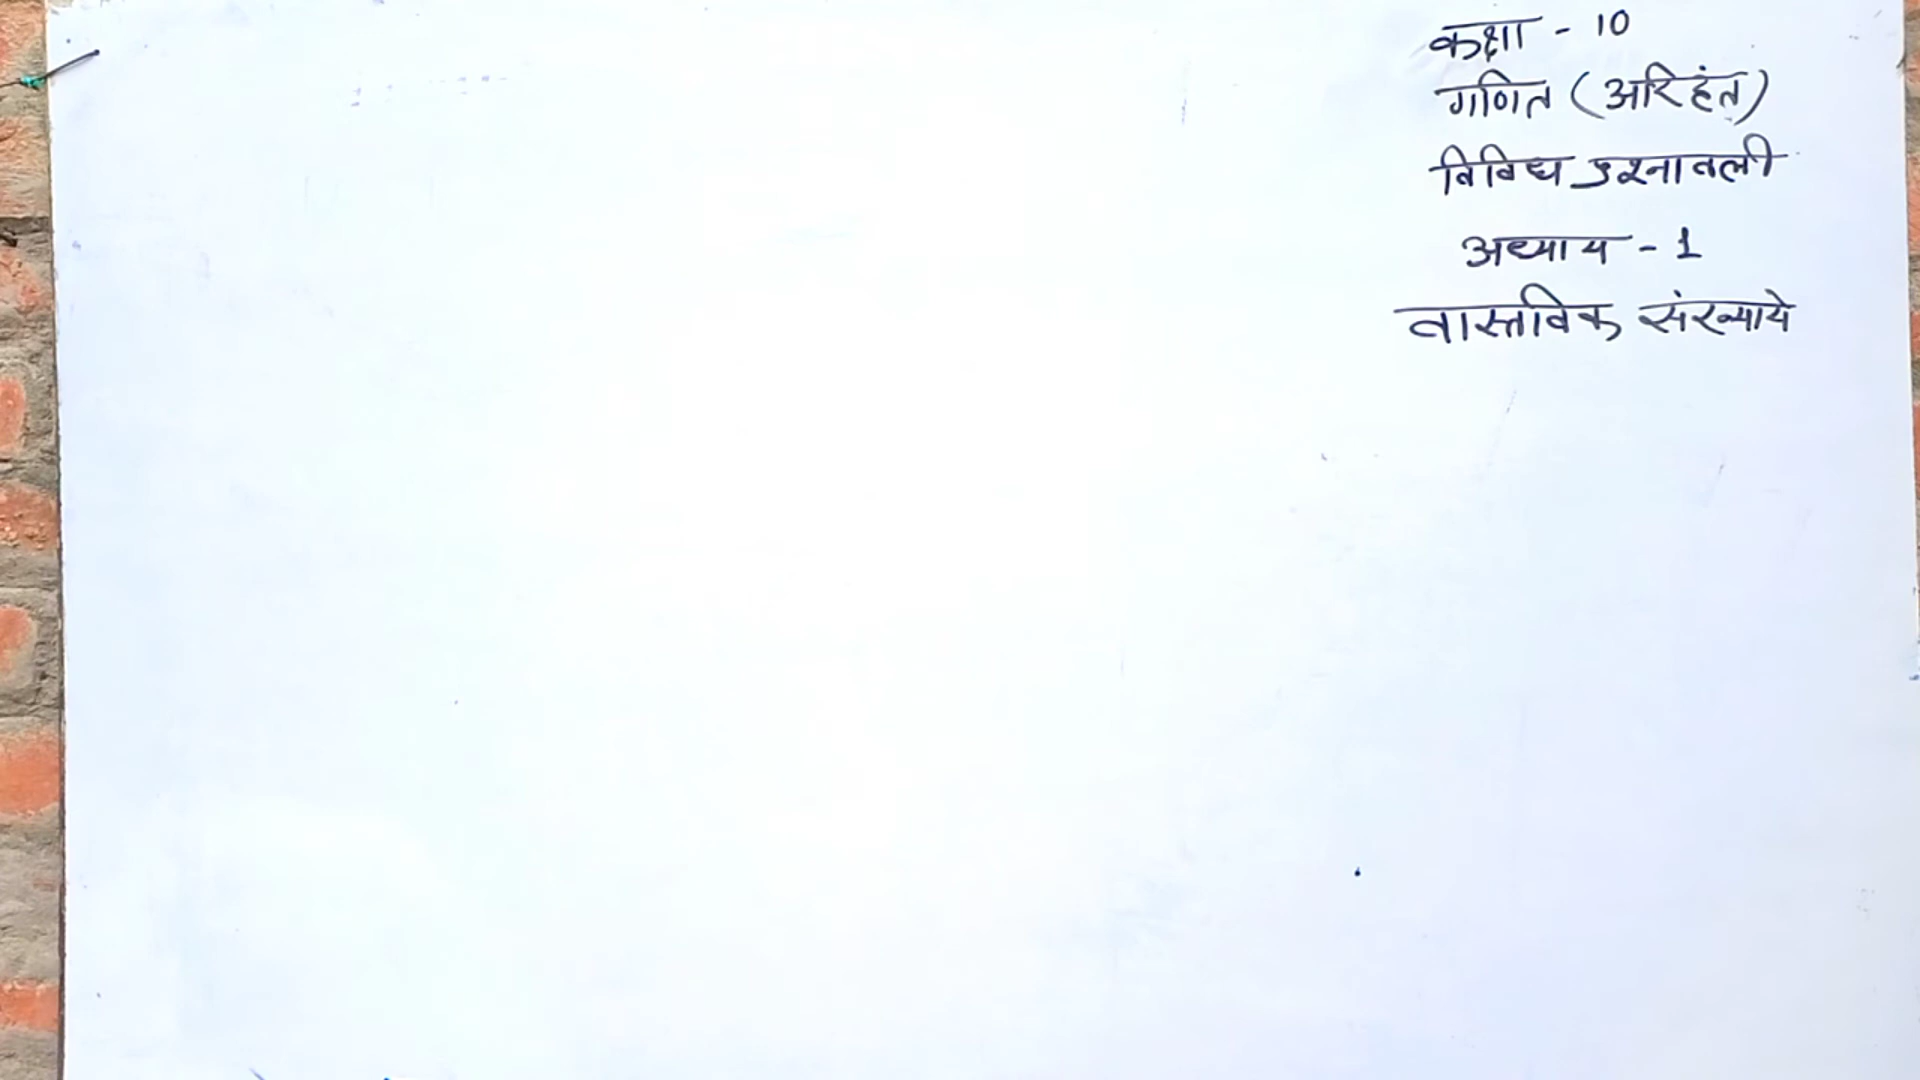 कक्षा - 10
गणित (अरिहंत)
विविध प्रश्नावली
अध्याय - 1
वास्तविक संख्याये